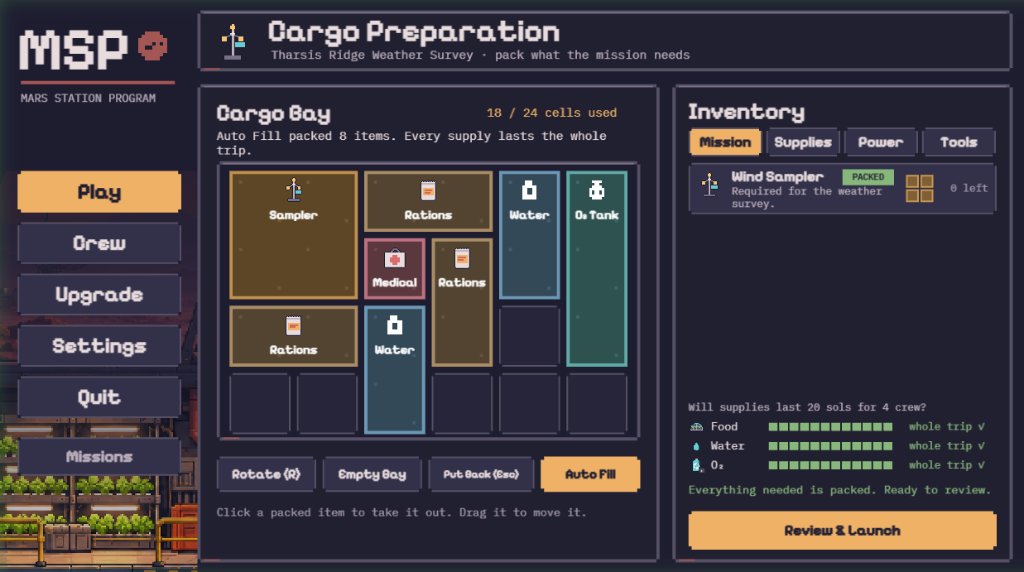 MSP
MARS STATION PROGRAM
Play
Crew
Upgrade
Settings
Quit
Missions
Cargo Preparation
Tharsis Ridge Weather Survey · pack what the mission needs
Cargo Bay
18 / 24 cells used
Auto Fill packed 8 items. Every supply lasts the whole
trip.
Sampler
Rations
Water
O₂ Tank
Medical
Rations
Rations
Water
Rotate (R)
Empty Bay
Put Back (Esc)
Auto Fill
Click a packed item to take it out. Drag it to move it.
Inventory
Mission
Supplies
Power
Tools
Wind Sampler
PACKED
Required for the weather
survey.
0 left
Will supplies last 20 sols for 4 crew?
Food
whole trip √
Water
whole trip √
O₂
whole trip √
Everything needed is packed. Ready to review.
Review & Launch